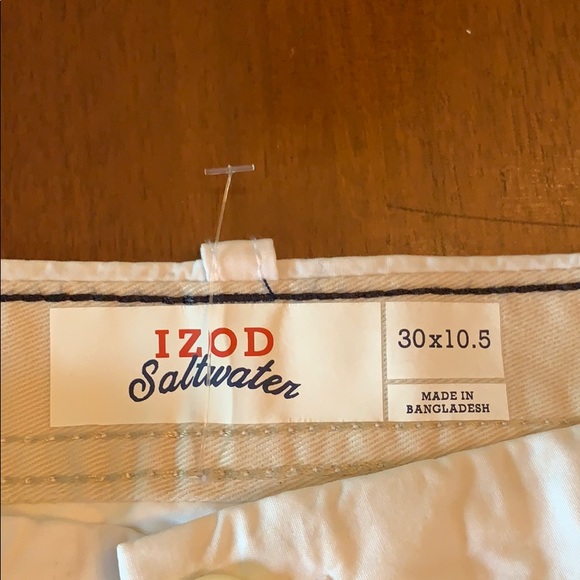 IZOD
Saltwater
30x10.5
MADE IN
BANGLADESH